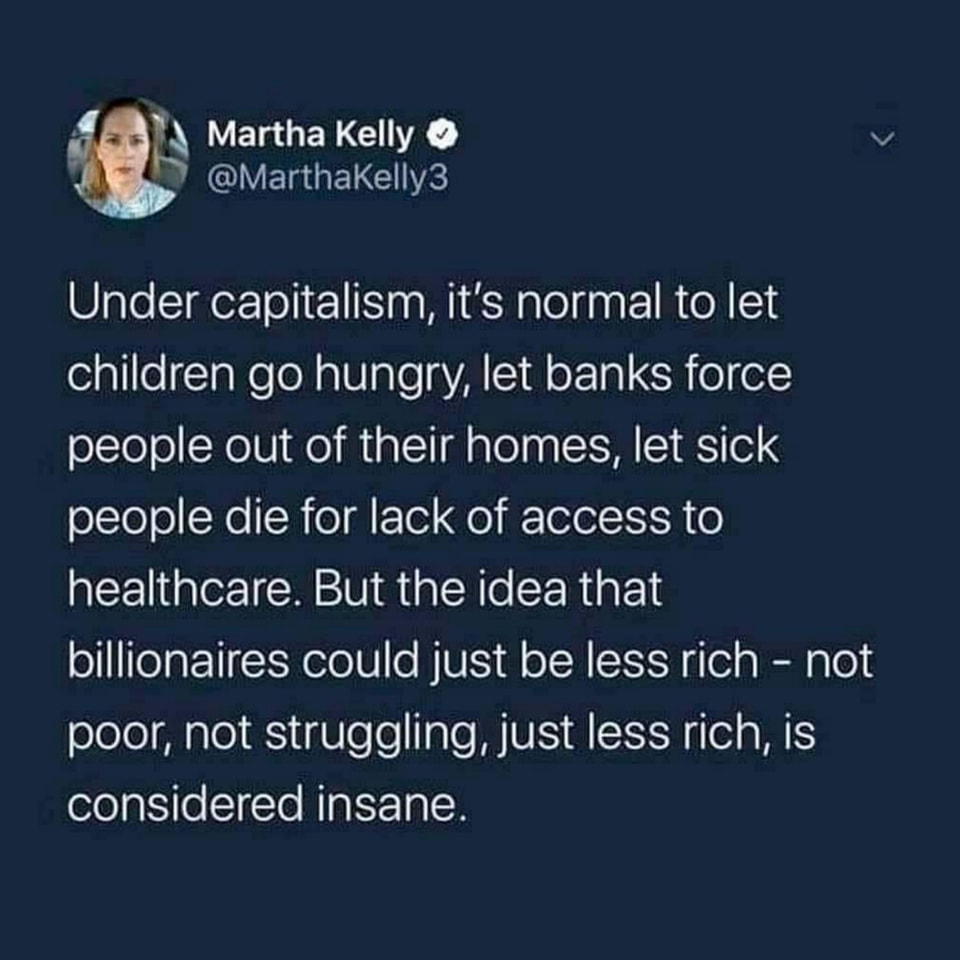 Martha Kelly
@MarthaKelly3
Under capitalism, it's normal to let
children go hungry, let banks force
people out of their homes, let sick
people die for lack of access to
healthcare. But the idea that
billionaires could just be less rich – not
poor, not struggling, just less rich, is
considered insane.